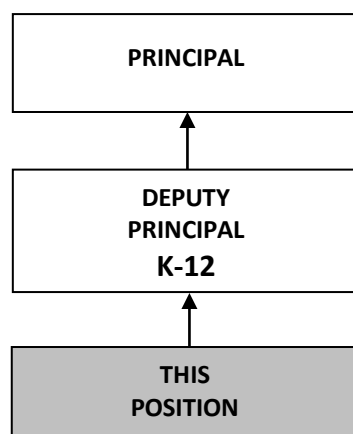 PRINCIPAL
DEPUTY
PRINCIPAL
K-12
THIS
POSITION